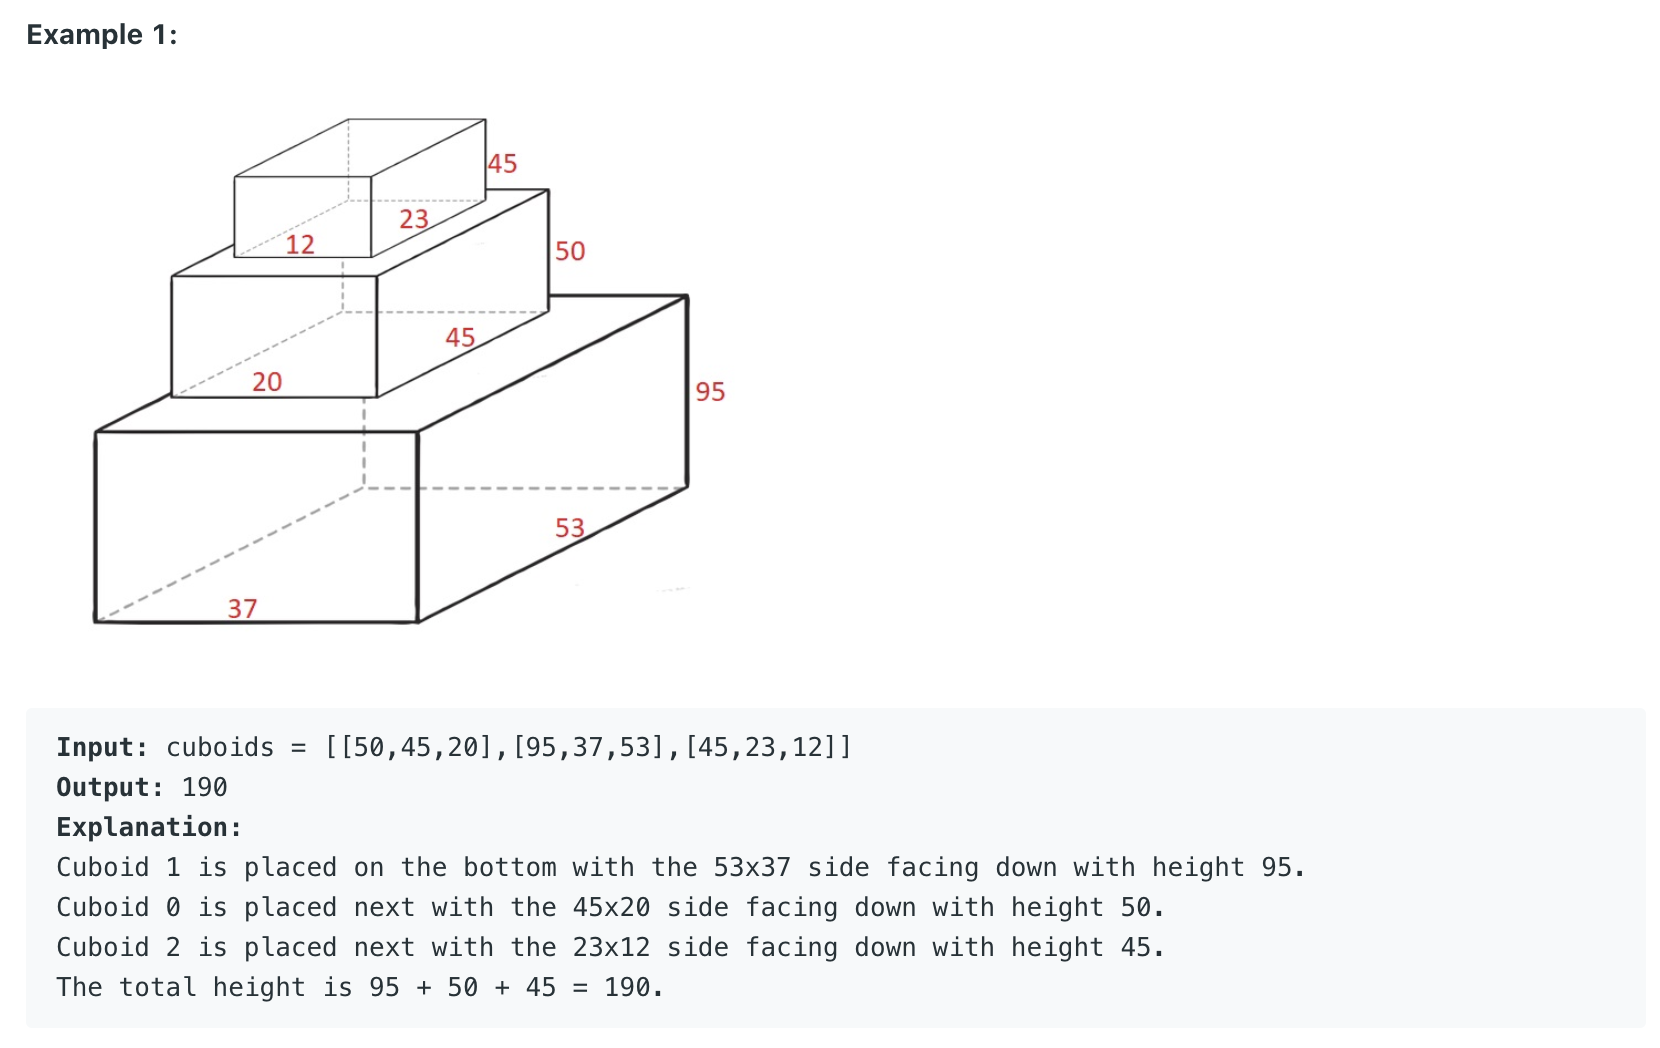 Example 1:
45
23
12
50
45
20
95
53
37
Input: cuboids = [[50,45,20],[95,37,53],[45,23,12]]
Output: 190
Explanation:
Cuboid 1 is placed on the bottom with the 53x37 side facing down with height 95.
Cuboid 0 is placed next with the 45x20 side facing down with height 50.
Cuboid 2 is placed next with the 23x12 side facing down with height 45.
The total height is 95 + 50 + 45 = 190.